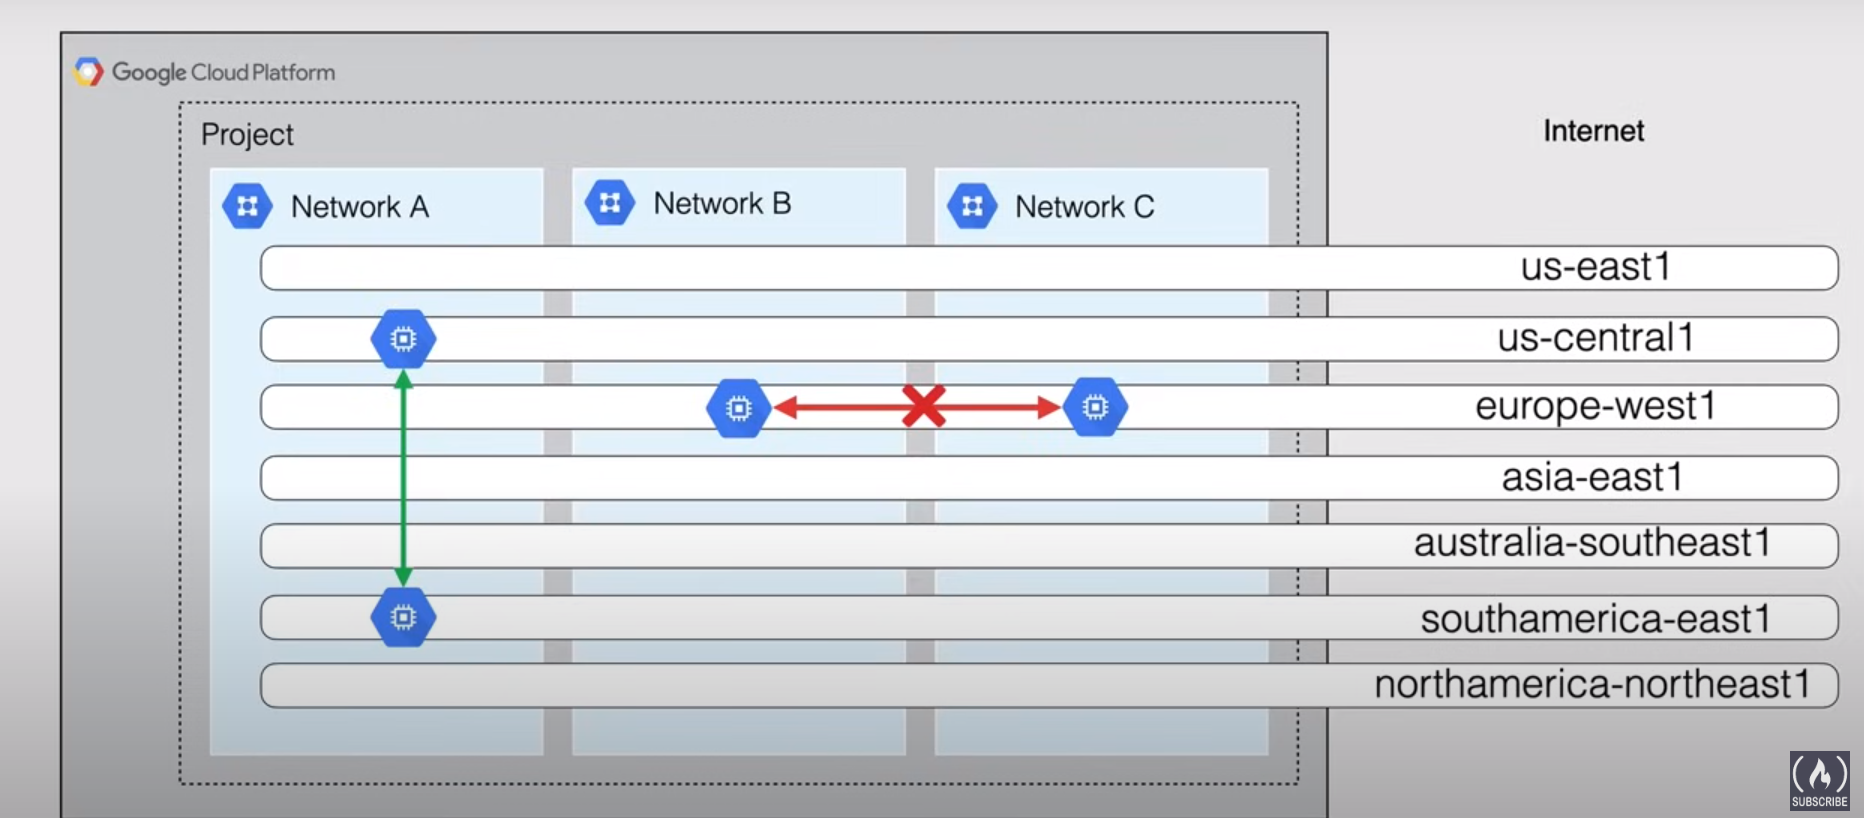 Google Cloud Platform
Project
Internet
Network A
Network B
Network C
us-east1
us-central1
europe-west1
asia-east1
australia-southeast1
southamerica-east1
northamerica-northeast1
SUBSCRIBE